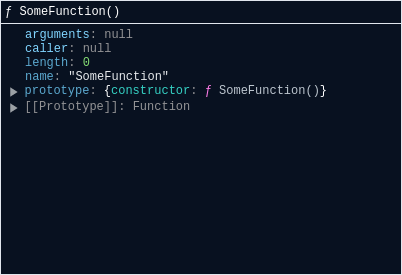 ƒ SomeFunction()
arguments: null
caller: null
length: 0
name: "SomeFunction"
prototype: {constructor: ƒ SomeFunction()}
[[Prototype]]: Function